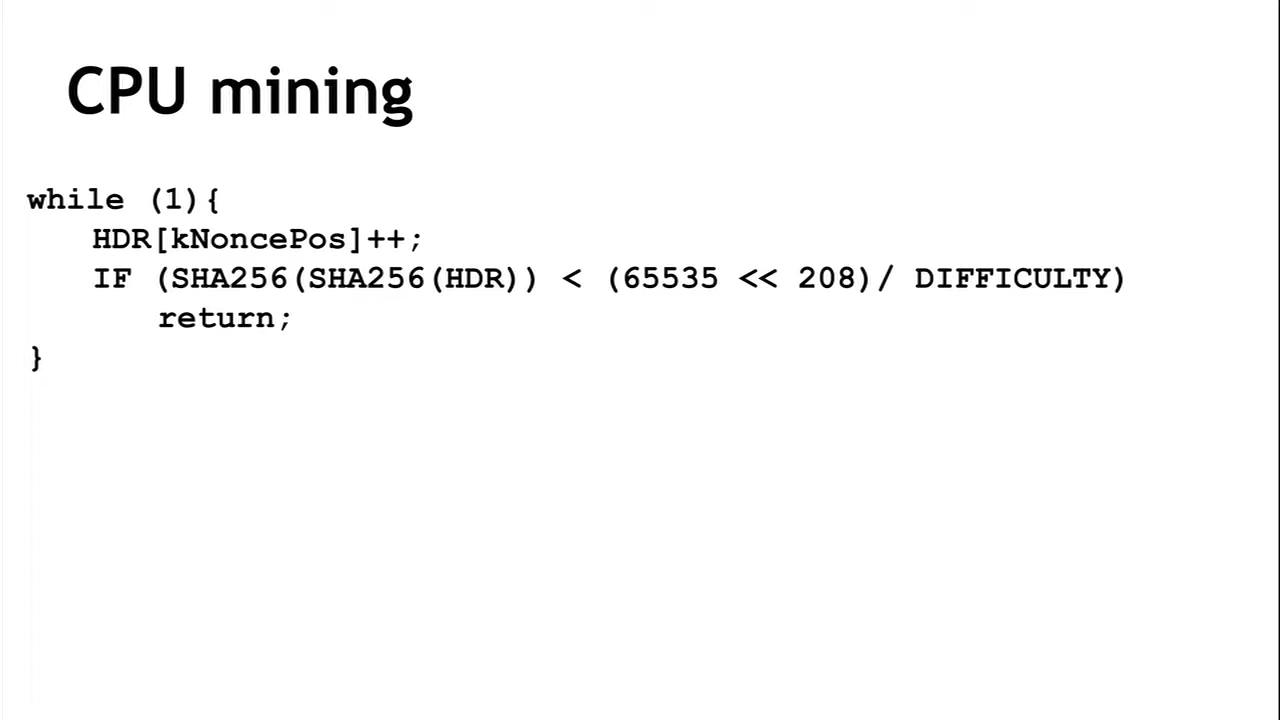 CPU mining
while (1){
HDR[kNoncePos]++;
IF (SHA256(SHA256(HDR)) < (65535 << 208)/ DIFFICULTY)
return;
}